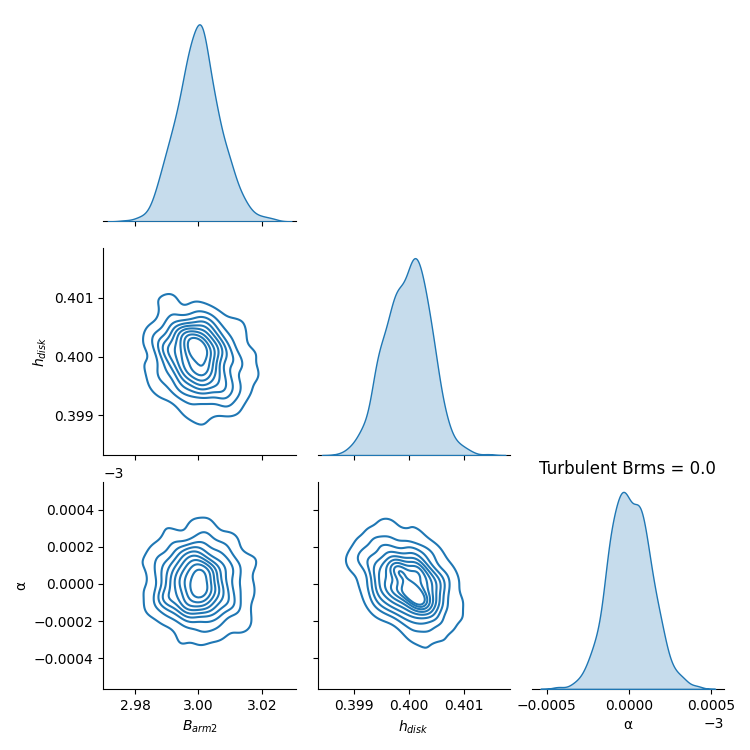 0.401
0.400
0.399
h_disk
−3
Turbulent Brms = 0.0
0.0004
0.0002
0.0000
−0.0002
−0.0004
α
2.98 3.00 3.02
B_arm2
0.399 0.400 0.401
h_disk
−0.0005 0.0000 0.0005
−3
α